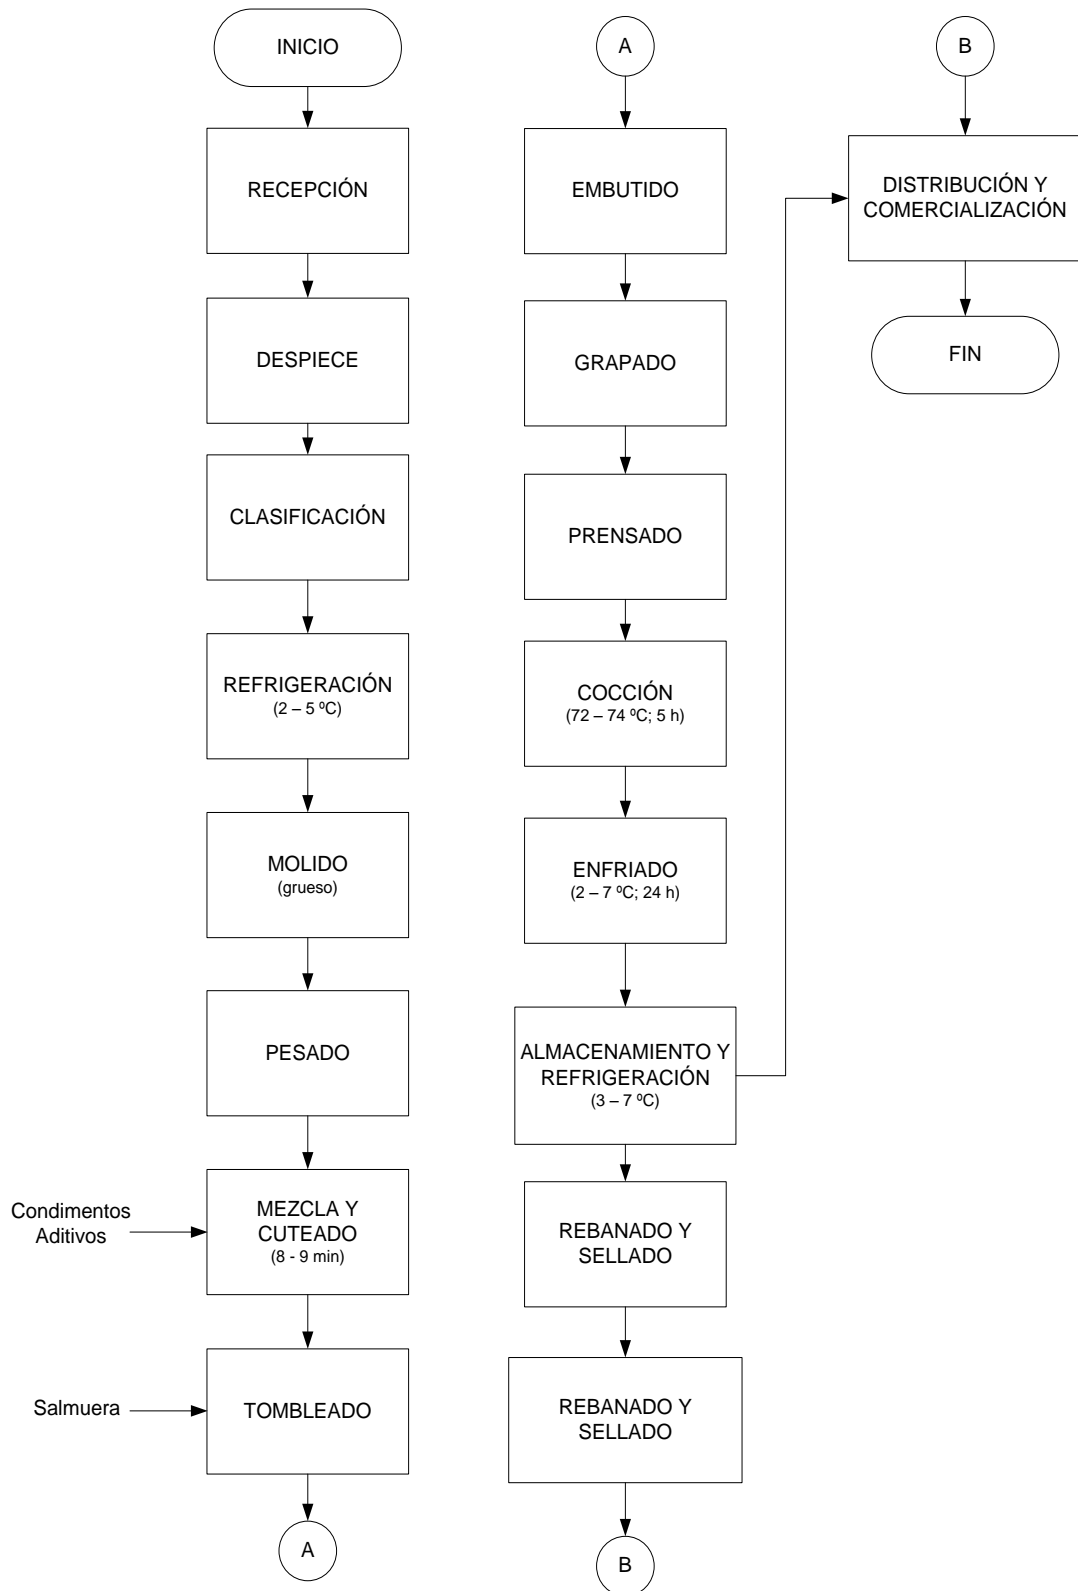 INICIO
RECEPCIÓN
DESPIECE
CLASIFICACIÓN
REFRIGERACIÓN
(2 – 5 ºC)
MOLIDO
(grueso)
PESADO
Condimentos
Aditivos
MEZCLA Y
CUTEADO
(8 - 9 min)
Salmuera
TOMBLEADO
A
A
EMBUTIDO
GRAPADO
PRENSADO
COCCIÓN
(72 – 74 ºC; 5 h)
ENFRIADO
(2 – 7 ºC; 24 h)
ALMACENAMIENTO Y
REFRIGERACIÓN
(3 – 7 ºC)
REBANADO Y
SELLADO
REBANADO Y
SELLADO
B
B
DISTRIBUCIÓN Y
COMERCIALIZACIÓN
FIN